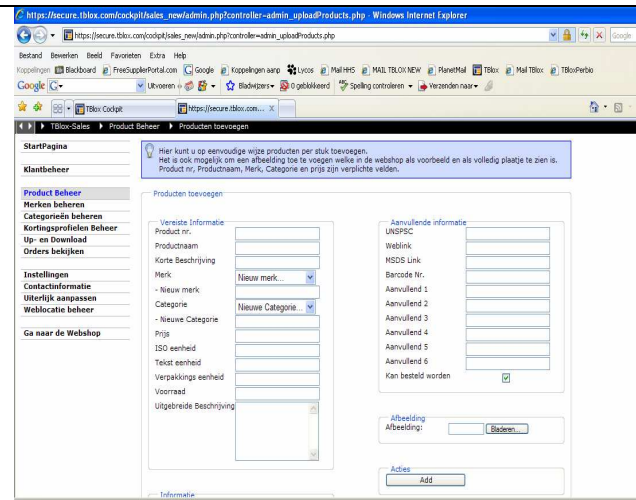 https://secure.tblox.com/cockpit/sales_new/admin.php?controller=admin_uploadProducts.php - Windows Internet Explorer
https://secure.tblox.com/cockpit/sales_new/admin.php?controller=admin_uploadProducts.php
Google
Bestand Bewerken Beeld Favorieten Extra Help
Koppelingen Blackboard FreeSupplierPortal.com Google Koppelingen aanp Lycos Mail HHS MAIL TBLOX NEW PlanetMail TBlox Mail TBlox TBloxPerbio
Google Uitvoeren Bladwijzers 0 geblokkeerd Spelling controleren Verzenden naar
TBlox Cockpit https://secure.tblox.com... X
TBlox-Sales Product Beheer Producten toevoegen
StartPagina
Klantbeheer
Product Beheer
Merken beheren
Categorieën beheren
Kortingsprofielen Beheer
Up- en Download
Orders bekijken
Instellingen
Contactinformatie
Uiterlijk aanpassen
Weblocatie beheer
Ga naar de Webshop
Hier kunt u op eenvoudige wijze producten per stuk toevoegen.
Het is ook mogelijk om een afbeelding toe te voegen welke in de webshop als voorbeeld en als volledig plaatje te zien is.
Product nr, Productnaam, Merk, Categorie en prijs zijn verplichte velden.
Producten toevoegen
Vereiste Informatie
Product nr.
Productnaam
Korte Beschrijving
Merk Nieuw merk...
- Nieuw merk
Categorie Nieuwe Categorie...
- Nieuwe Categorie
Prijs
ISO eenheid
Tekst eenheid
Verpakkings eenheid
Voorraad
Uitgebreide Beschrijving
Informatie
Aanvullende informatie
UNSPSC
Weblink
MSDS Link
Barcode Nr.
Aanvullend 1
Aanvullend 2
Aanvullend 3
Aanvullend 4
Aanvullend 5
Aanvullend 6
Kan besteld worden
Afbeelding
Afbeelding: Bladeren...
Acties
Add